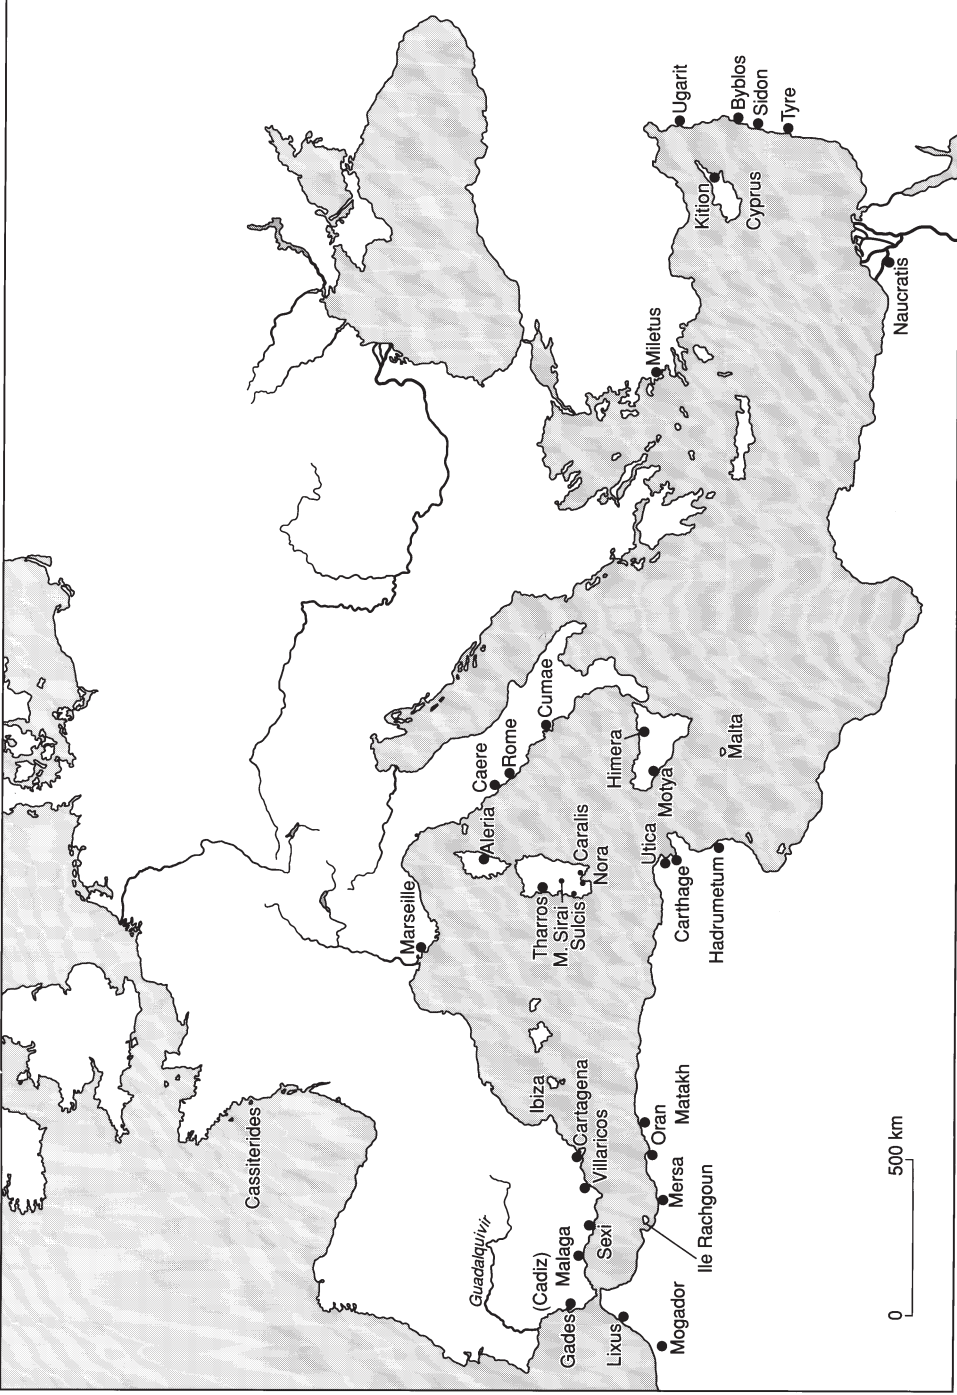 Cassiterides
Guadalquivir
Gades
(Cadiz)
Malaga
Sexi
Villaricos
Cartagena
Ibiza
Lixus
Mogador
Ile Rachgoun
Mersa
Oran
Matakh
Marseille
Aleria
Caere
Rome
Cumae
Tharros
M. Sirai
Sulcis
Nora
Caralis
Himera
Motya
Malta
Utica
Carthage
Hadrumetum
Miletus
Kition
Cyprus
Ugarit
Byblos
Sidon
Tyre
Naucratis
0
500 km